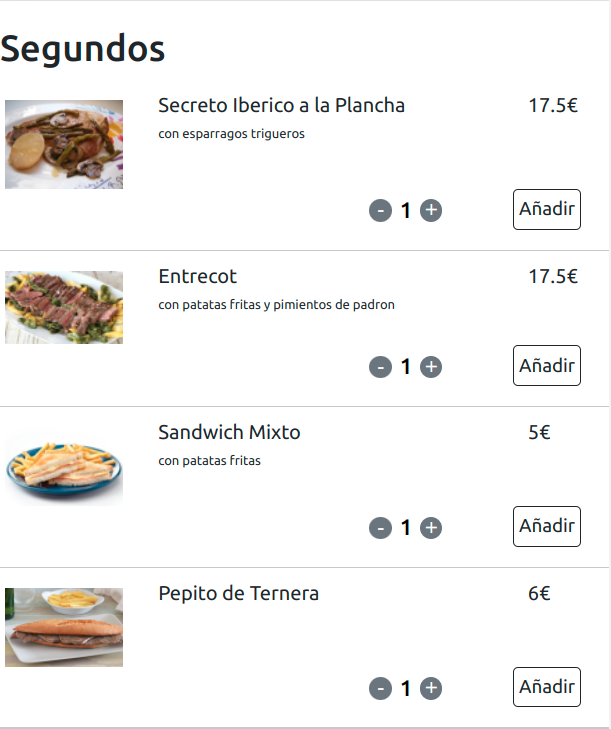 Segundos
Secreto Iberico a la Plancha 17.5€
con esparragos trigueros
- 1 + Añadir
Entrecot 17.5€
con patatas fritas y pimientos de padron
- 1 + Añadir
Sandwich Mixto 5€
con patatas fritas
- 1 + Añadir
Pepito de Ternera 6€
- 1 + Añadir